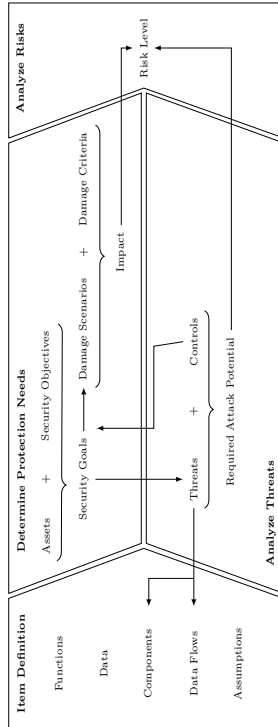 Item Definition
Functions
Data
Components
Data Flows
Assumptions
Determine Protection Needs
Assets + Security Objectives
Security Goals
Damage Scenarios + Damage Criteria
Impact
Threats + Controls
Required Attack Potential
Analyze Threats
Analyze Risks
Risk Level